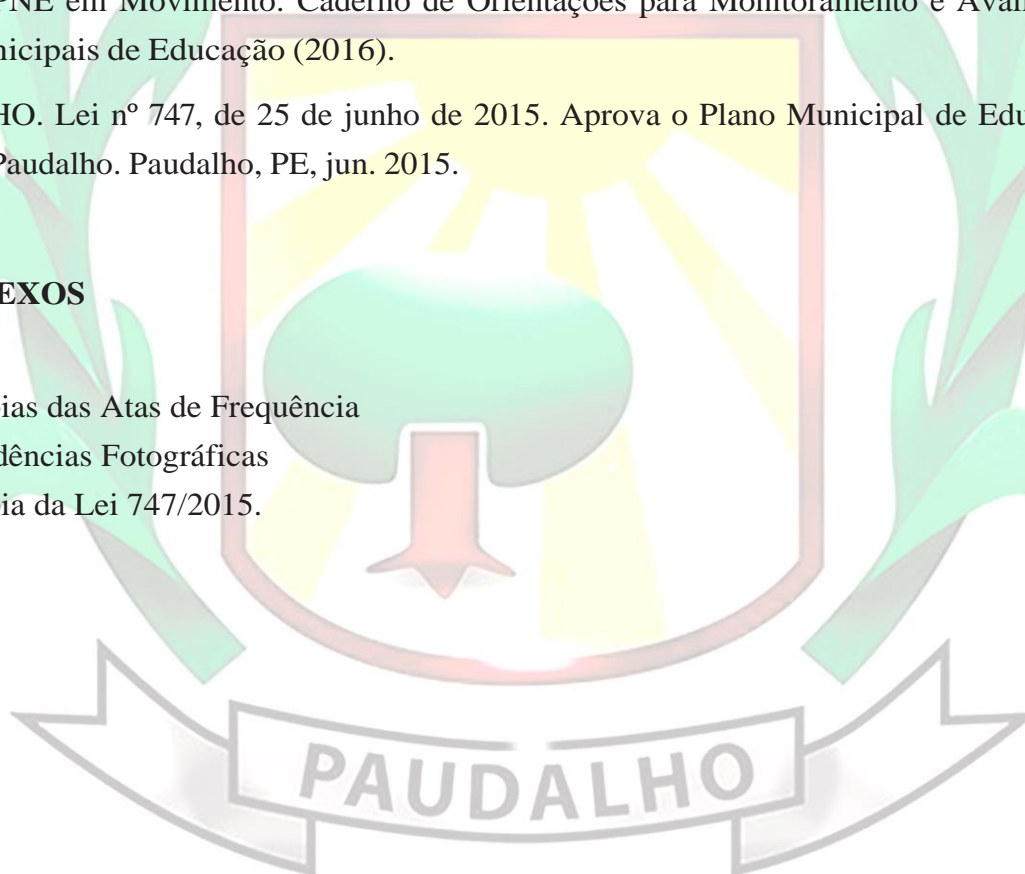 PNE em Movimento. Caderno de Orientações para Monitoramento e Avali
nicipais de Educação (2016).
HO. Lei nº 747, de 25 de junho de 2015. Aprova o Plano Municipal de Edu
Paudalho. Paudalho, PE, jun. 2015.
EXOS
ias das Atas de Frequência
dências Fotográficas
ia da Lei 747/2015.
PAUDALHO